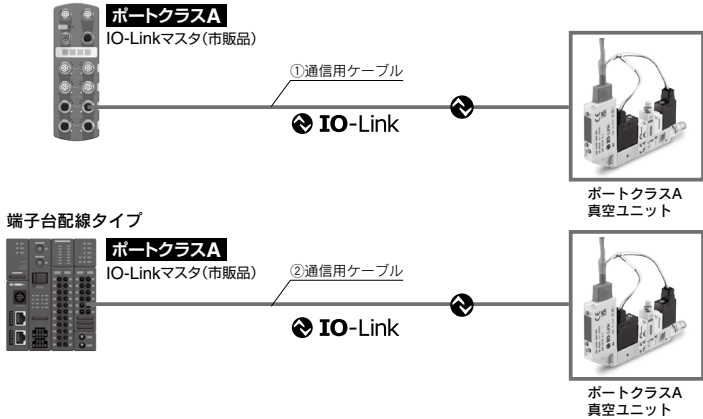 ポートクラスA
IO-Linkマスタ(市販品)
①通信用ケーブル
IO-Link
ポートクラスA
真空ユニット
端子台配線タイプ
ポートクラスA
IO-Linkマスタ(市販品)
②通信用ケーブル
IO-Link
ポートクラスA
真空ユニット